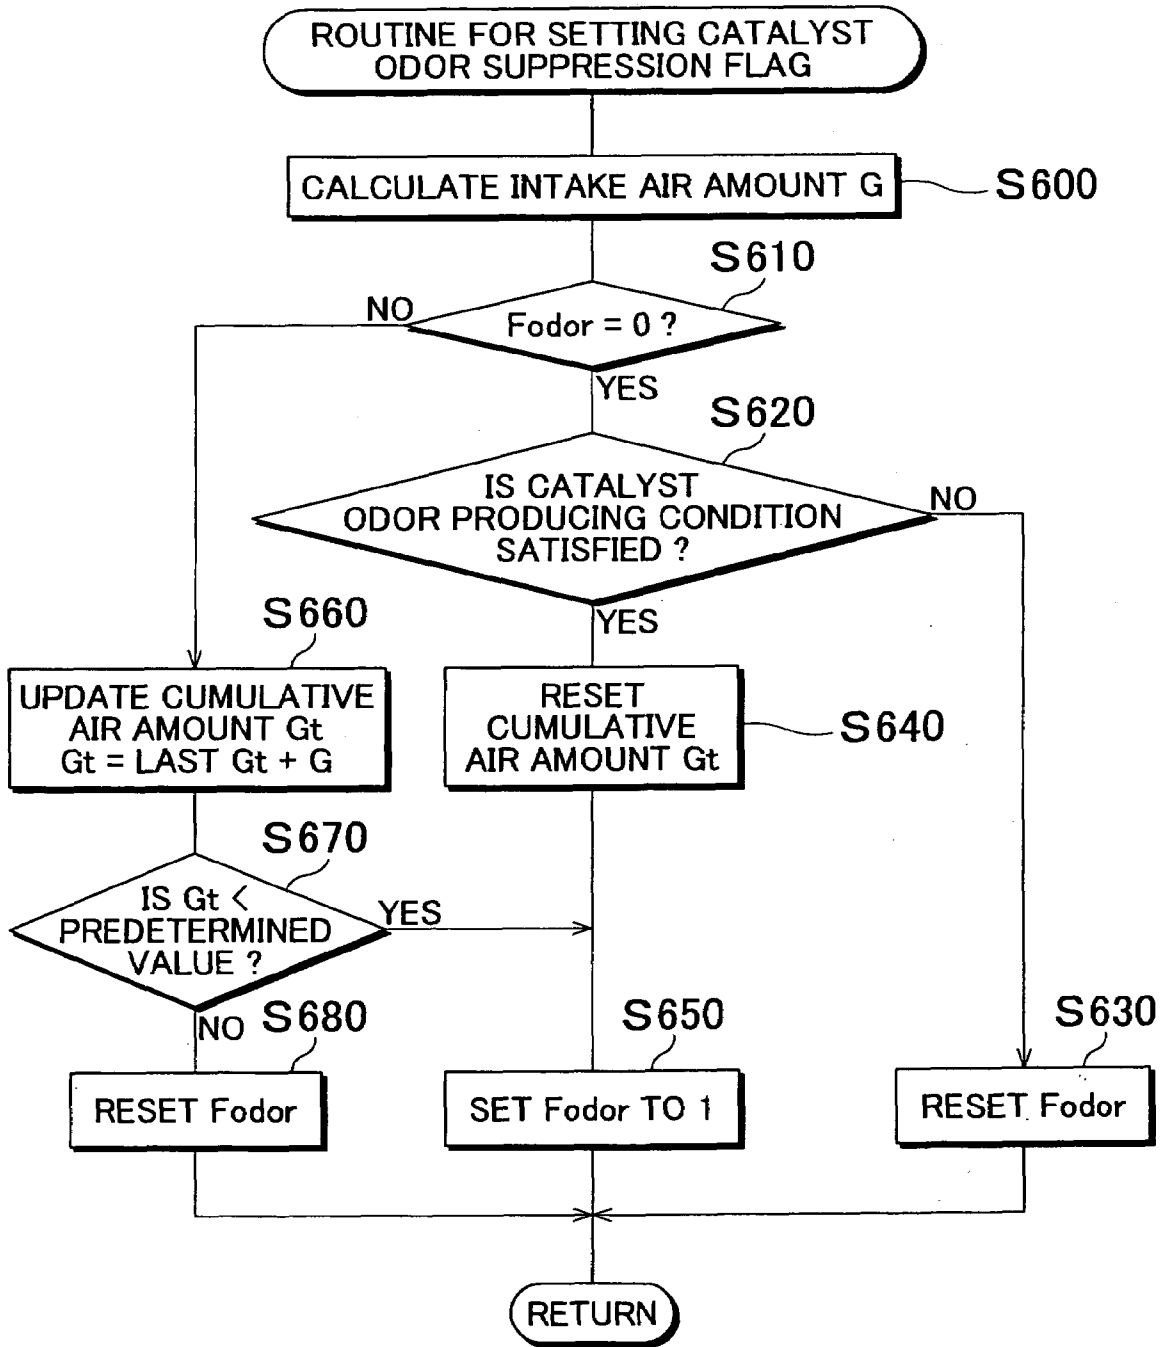 ROUTINE FOR SETTING CATALYST
ODOR SUPPRESSION FLAG
CALCULATE INTAKE AIR AMOUNT G
S600
S610
NO
Fodor = 0 ?
YES
S620
IS CATALYST
ODOR PRODUCING CONDITION
SATISFIED ?
NO
YES
S660
UPDATE CUMULATIVE
AIR AMOUNT Gt
Gt = LAST Gt + G
RESET
CUMULATIVE
AIR AMOUNT Gt
S640
S670
IS Gt <
PREDETERMINED
VALUE ?
YES
NO
S680
RESET Fodor
S650
SET Fodor TO 1
S630
RESET Fodor
RETURN